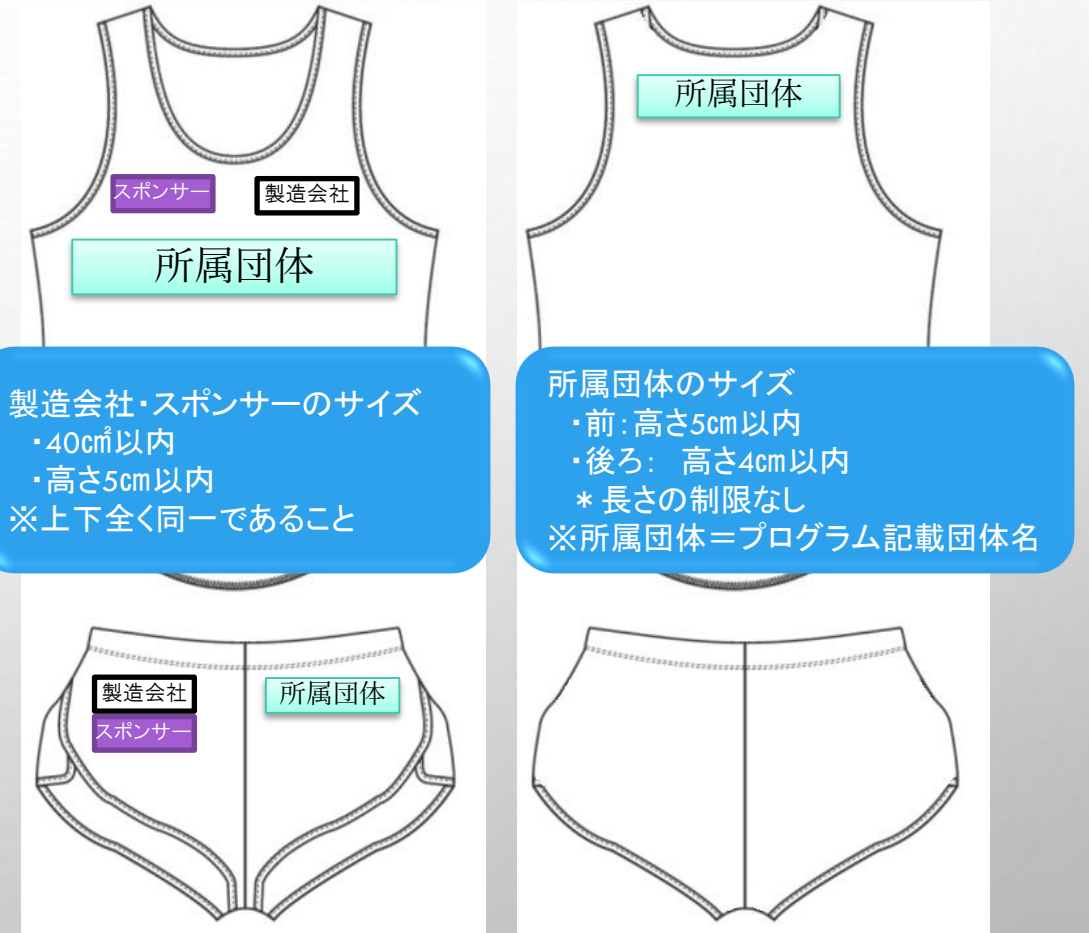 所属団体
スポンサー
製造会社
所属団体
製造会社・スポンサーのサイズ
・40㎠以内
・高さ5㎝以内
※上下全く同一であること
所属団体のサイズ
・前：高さ5㎝以内
・後ろ： 高さ4㎝以内
＊長さの制限なし
※所属団体＝プログラム記載団体名
製造会社
スポンサー
所属団体